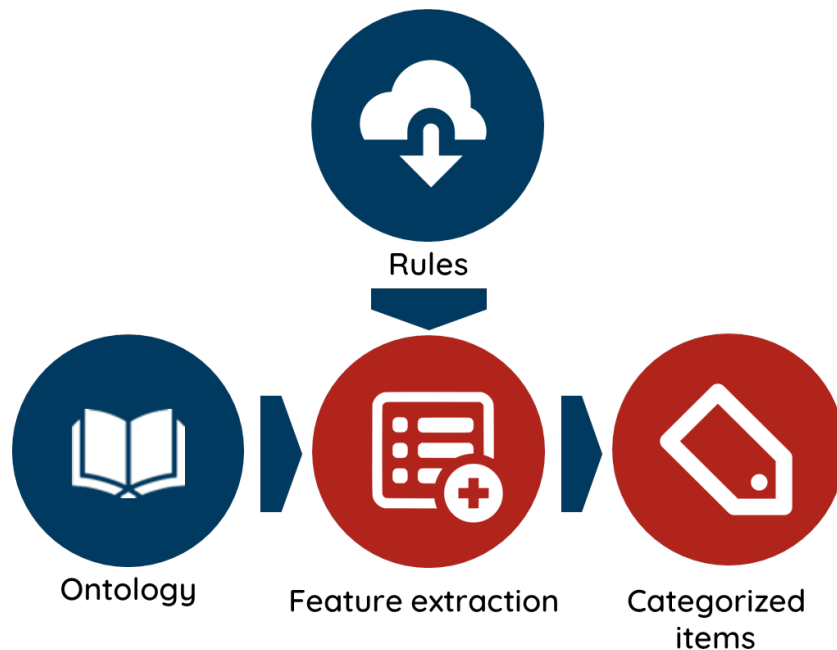 Rules
Ontology
Feature extraction
Categorized
items